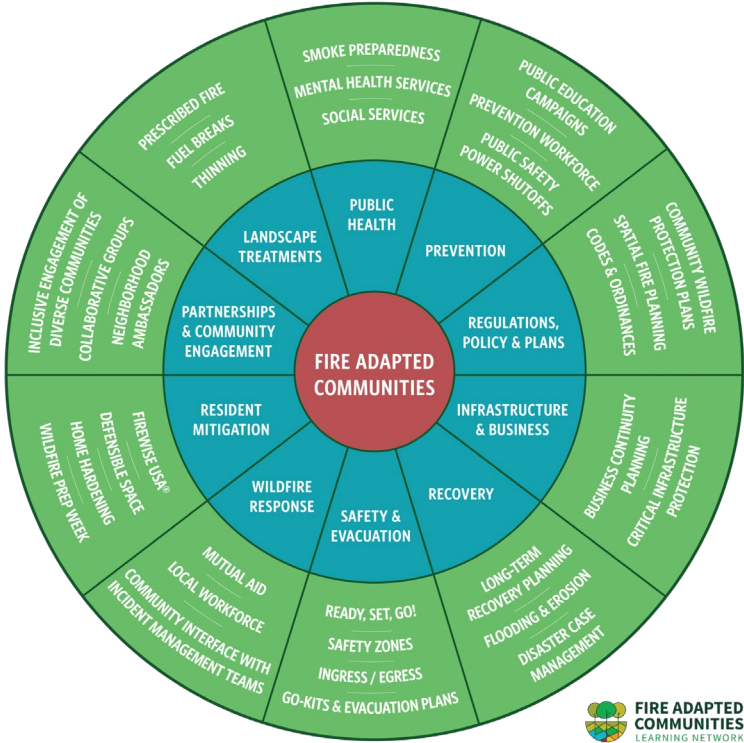 FIRE ADAPTED
COMMUNITIES
PUBLIC
HEALTH
SMOKE PREPAREDNESS
MENTAL HEALTH SERVICES
SOCIAL SERVICES
PREVENTION
PUBLIC EDUCATION
CAMPAIGNS
PREVENTION WORKFORCE
PUBLIC SAFETY
POWER SHUTOFFS
REGULATIONS,
POLICY & PLANS
COMMUNITY WILDFIRE
PROTECTION PLANS
SPATIAL FIRE PLANNING
CODES & ORDINANCES
INFRASTRUCTURE
& BUSINESS
BUSINESS CONTINUITY
PLANNING
CRITICAL INFRASTRUCTURE
PROTECTION
RECOVERY
LONG-TERM
RECOVERY PLANNING
FLOODING & EROSION
DISASTER CASE
MANAGEMENT
SAFETY &
EVACUATION
READY, SET, GO!
SAFETY ZONES
INGRESS / EGRESS
GO-KITS & EVACUATION PLANS
WILDFIRE
RESPONSE
MUTUAL AID
LOCAL WORKFORCE
COMMUNITY INTERFACE WITH
INCIDENT MANAGEMENT TEAMS
RESIDENT
MITIGATION
FIREWISE USA®
DEFENSIBLE SPACE
HOME HARDENING
WILDFIRE PREP WEEK
PARTNERSHIPS
& COMMUNITY
ENGAGEMENT
INCLUSIVE ENGAGEMENT OF
DIVERSE COMMUNITIES
COLLABORATIVE GROUPS
NEIGHBORHOOD
AMBASSADORS
LANDSCAPE
TREATMENTS
PRESCRIBED FIRE
FUEL BREAKS
THINNING
FIRE ADAPTED
COMMUNITIES
LEARNING NETWORK